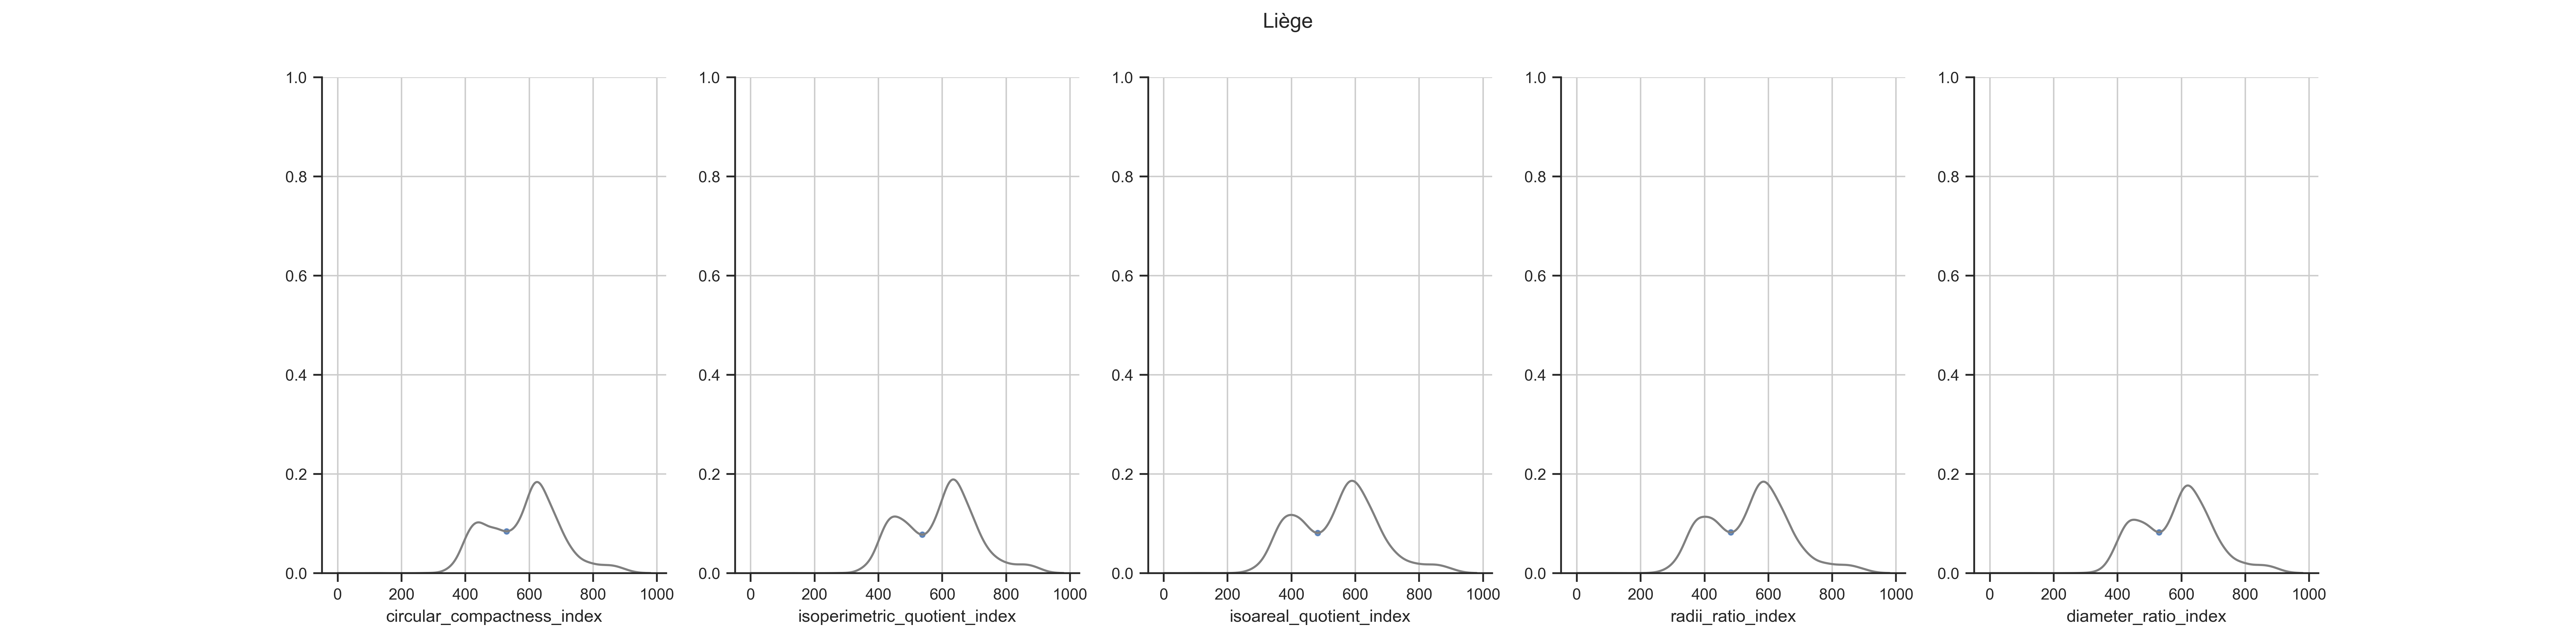 Liège
1.0 1.0 1.0 1.0 1.0
0.8 0.8 0.8 0.8 0.8
0.6 0.6 0.6 0.6 0.6
0.4 0.4 0.4 0.4 0.4
0.2 0.2 0.2 0.2 0.2
0.0 0.0 0.0 0.0 0.0
0 200 400 600 800 1000 0 200 400 600 800 1000 0 200 400 600 800 1000 0 200 400 600 800 1000 0 200 400 600 800 1000
circular_compactness_index isoperimetric_quotient_index isoareal_quotient_index radii_ratio_index diameter_ratio_index